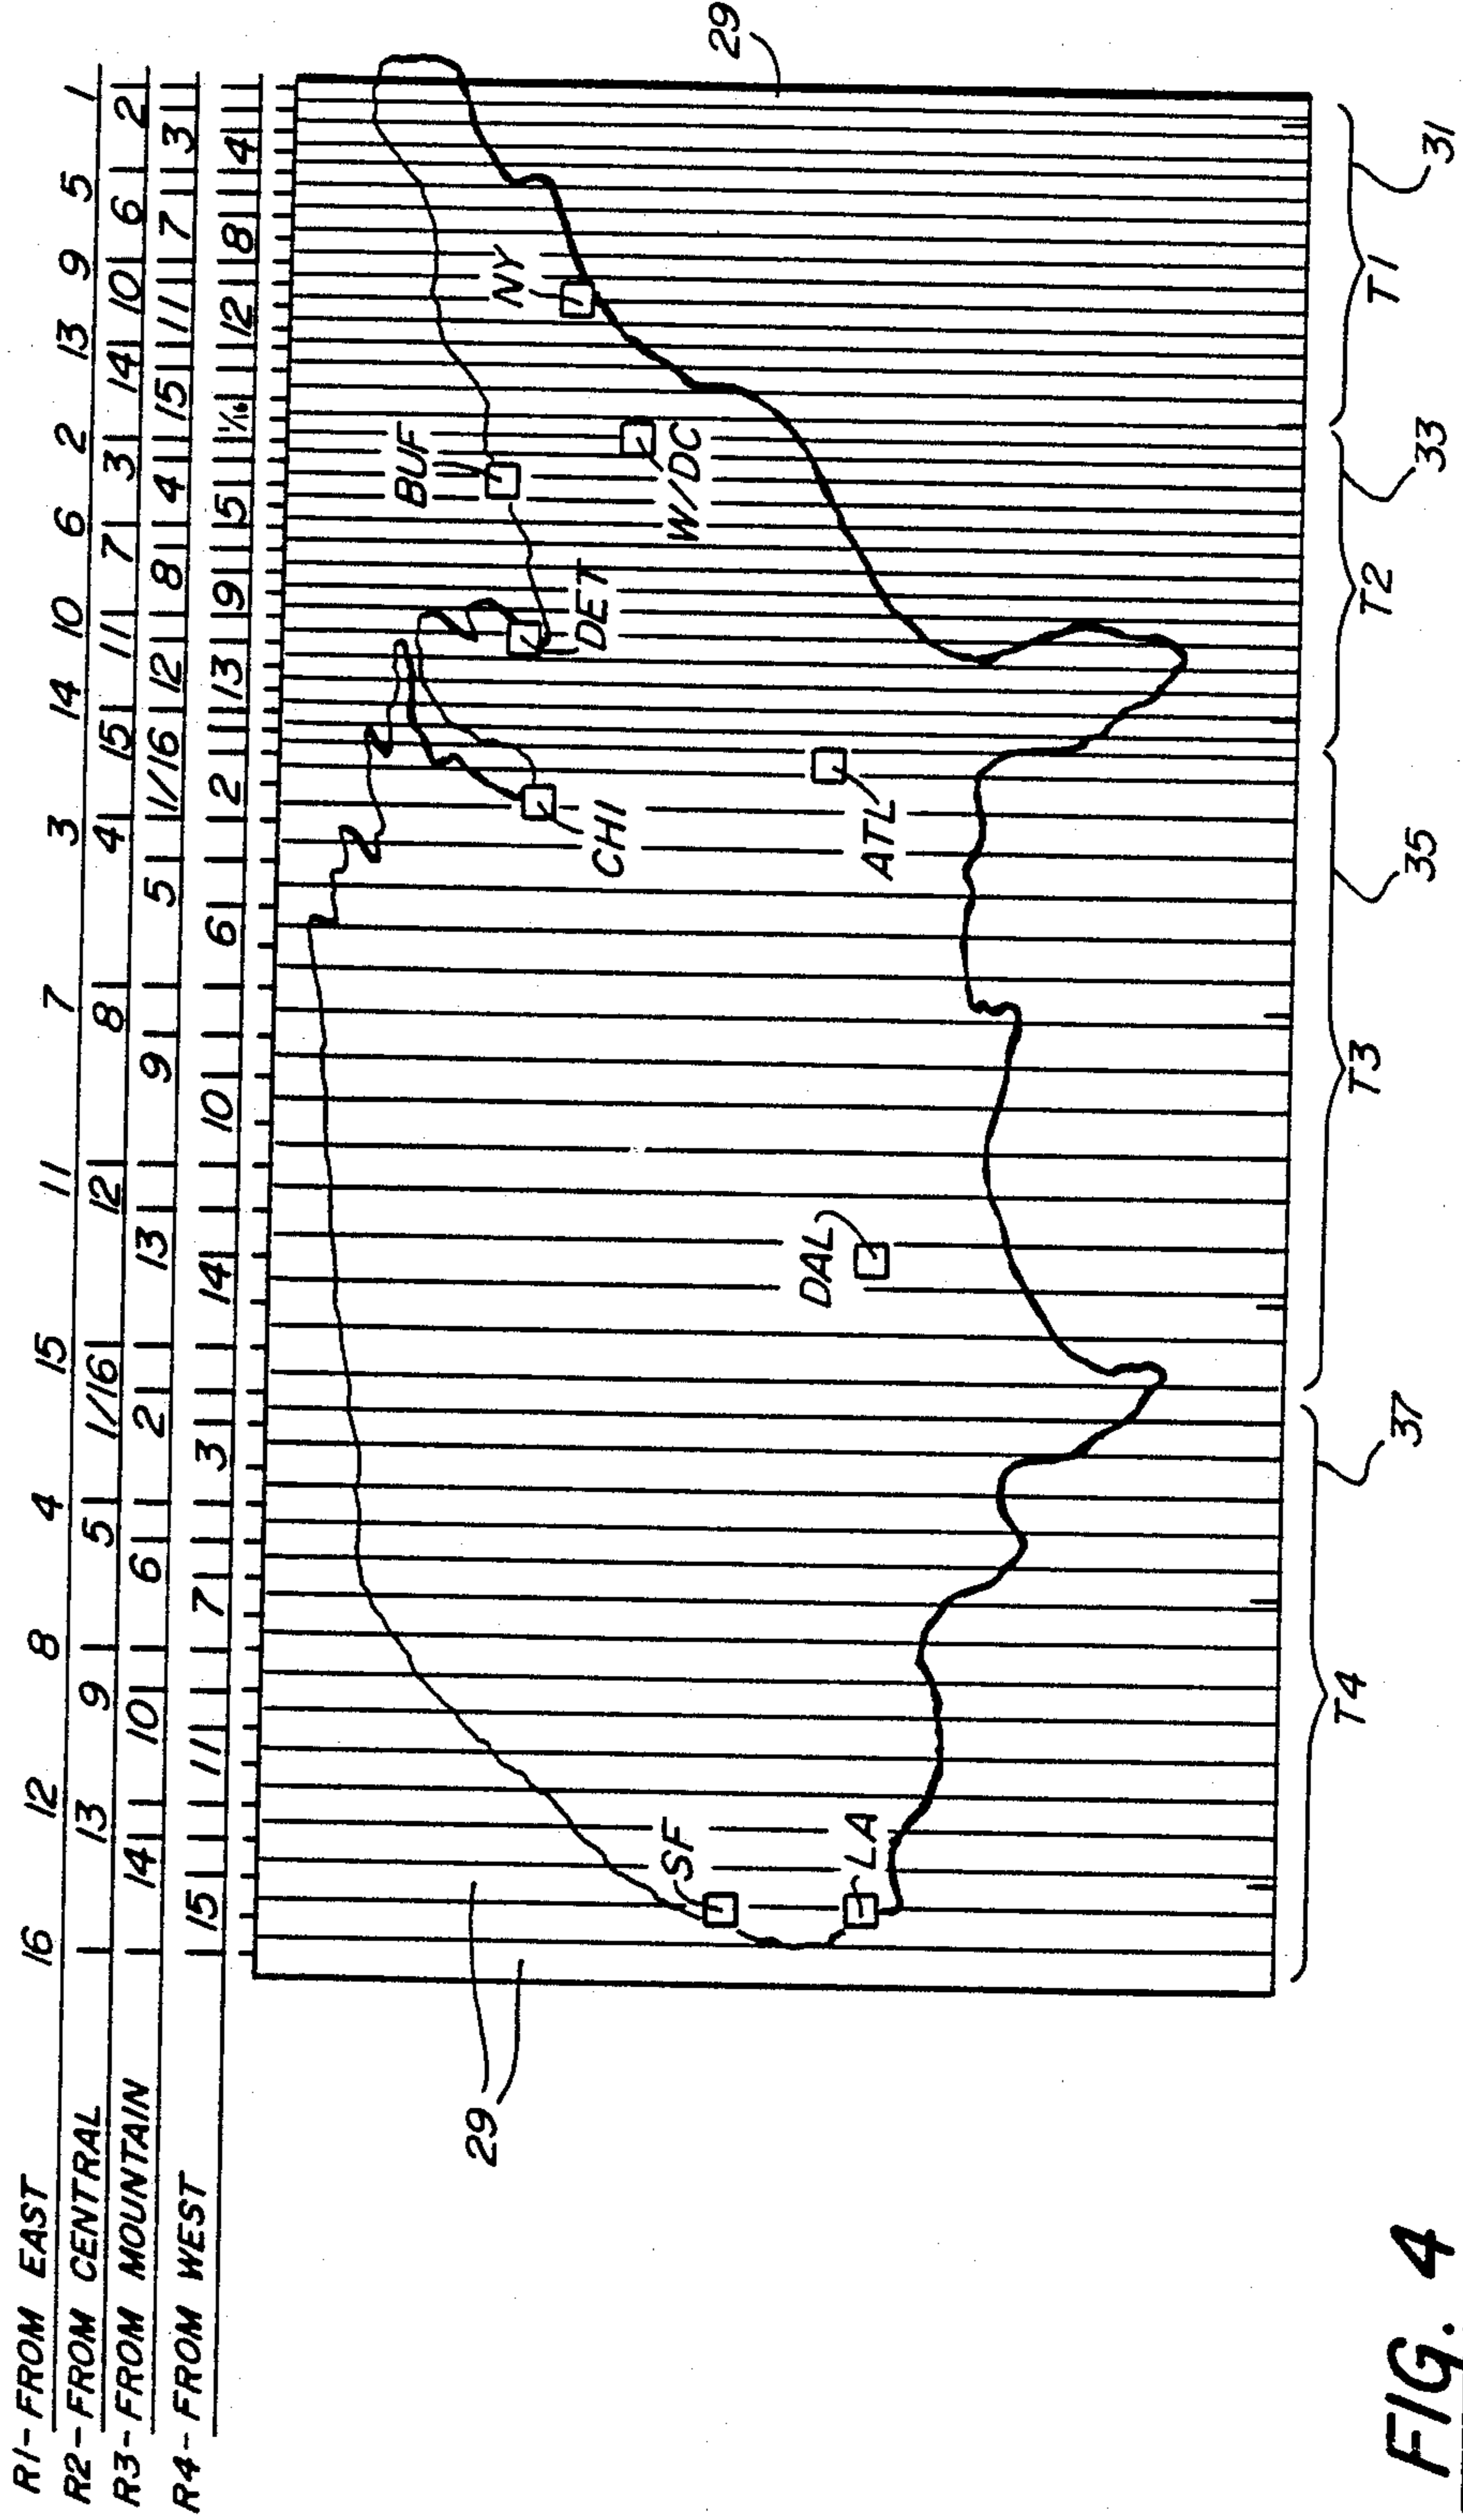 R1-FROM EAST 16 12 8 4 15 11 7 3 14 10 6 2 13 9 5 1
R2-FROM CENTRAL 13 9 5 1/16 12 8 4 15 11 7 3 14 10 6 2
R3-FROM MOUNTAIN 14 10 6 2 13 9 5 1/16 12 8 4 15 11 7 3
R4-FROM WEST 15 11 7 3 14 10 6 2 13 9 5 1/16 12 8 4
BUF
29
NY
DET
CHI
SF
W/DC
29
DAL
LA
ATL
T4
T3
T2
T1
37
35
33
31
FIG. 4